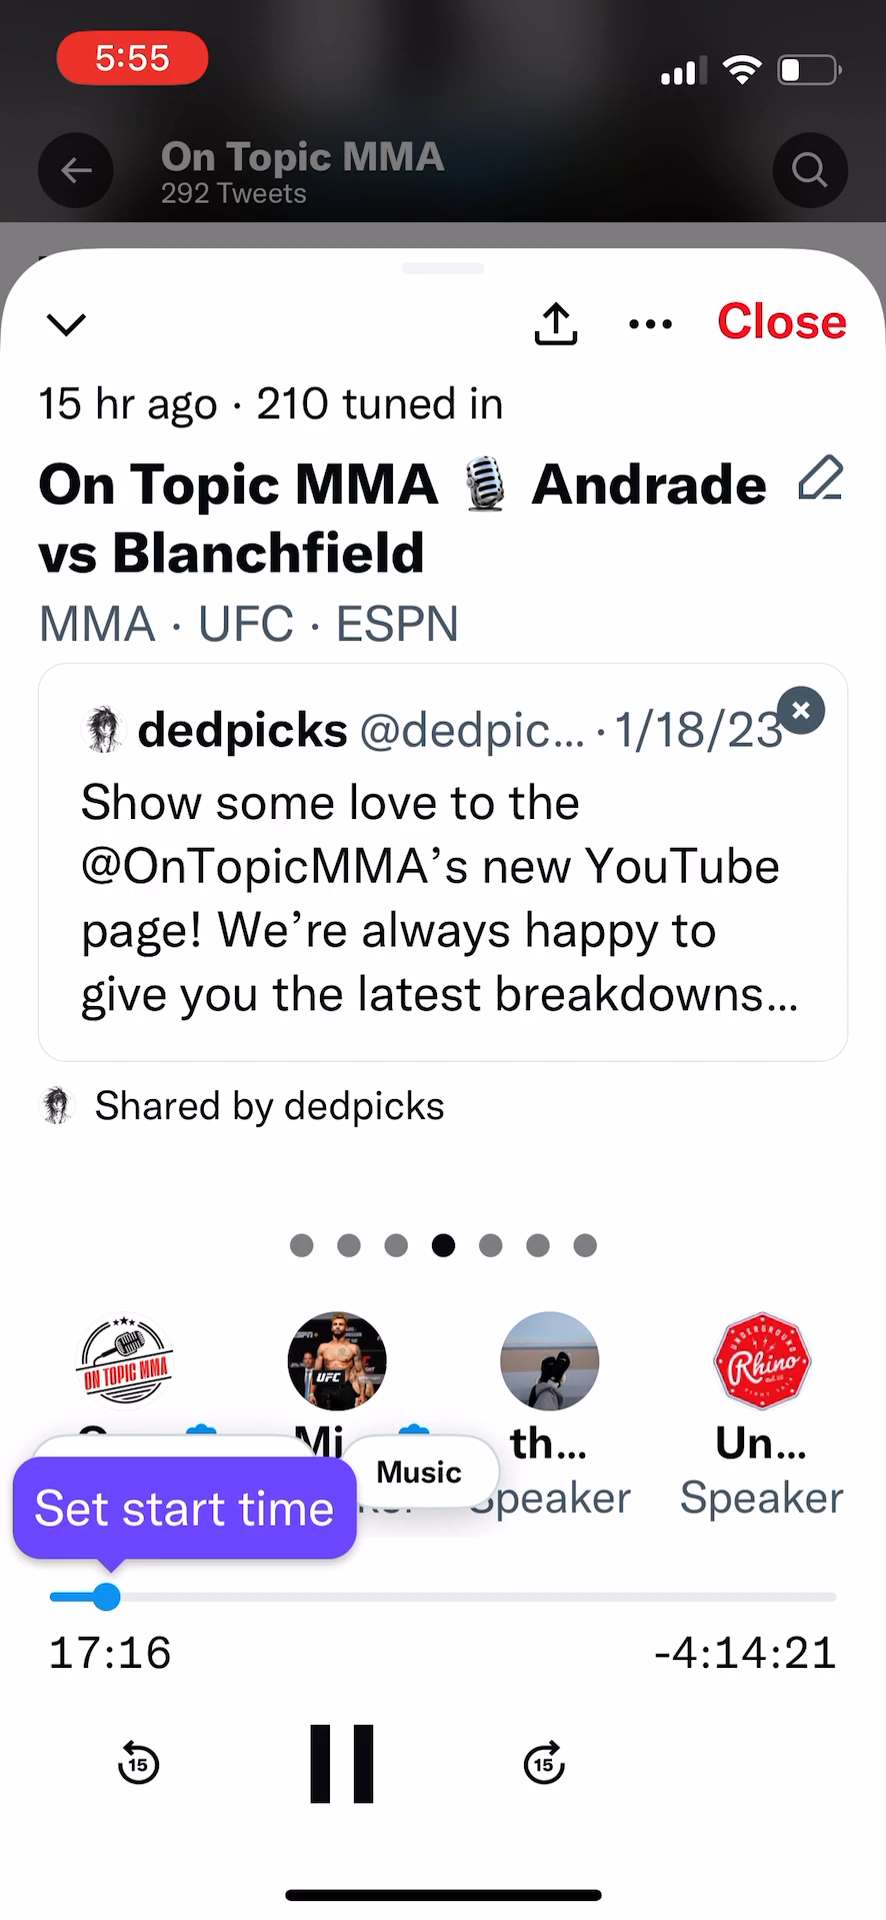 5:55
On Topic MMA
292 Tweets
Close
15 hr ago · 210 tuned in
On Topic MMA 🎙 Andrade
vs Blanchfield
MMA · UFC · ESPN
dedpicks @dedpic... · 1/18/23
Show some love to the
@OnTopicMMA’s new YouTube
page! We’re always happy to
give you the latest breakdowns...
Shared by dedpicks
ON TOPIC MMA
UFC
UNDERGROUND
Rhino
Mi
th...
Un...
Music
Speaker
Speaker
Set start time
17:16
-4:14:21
15
15